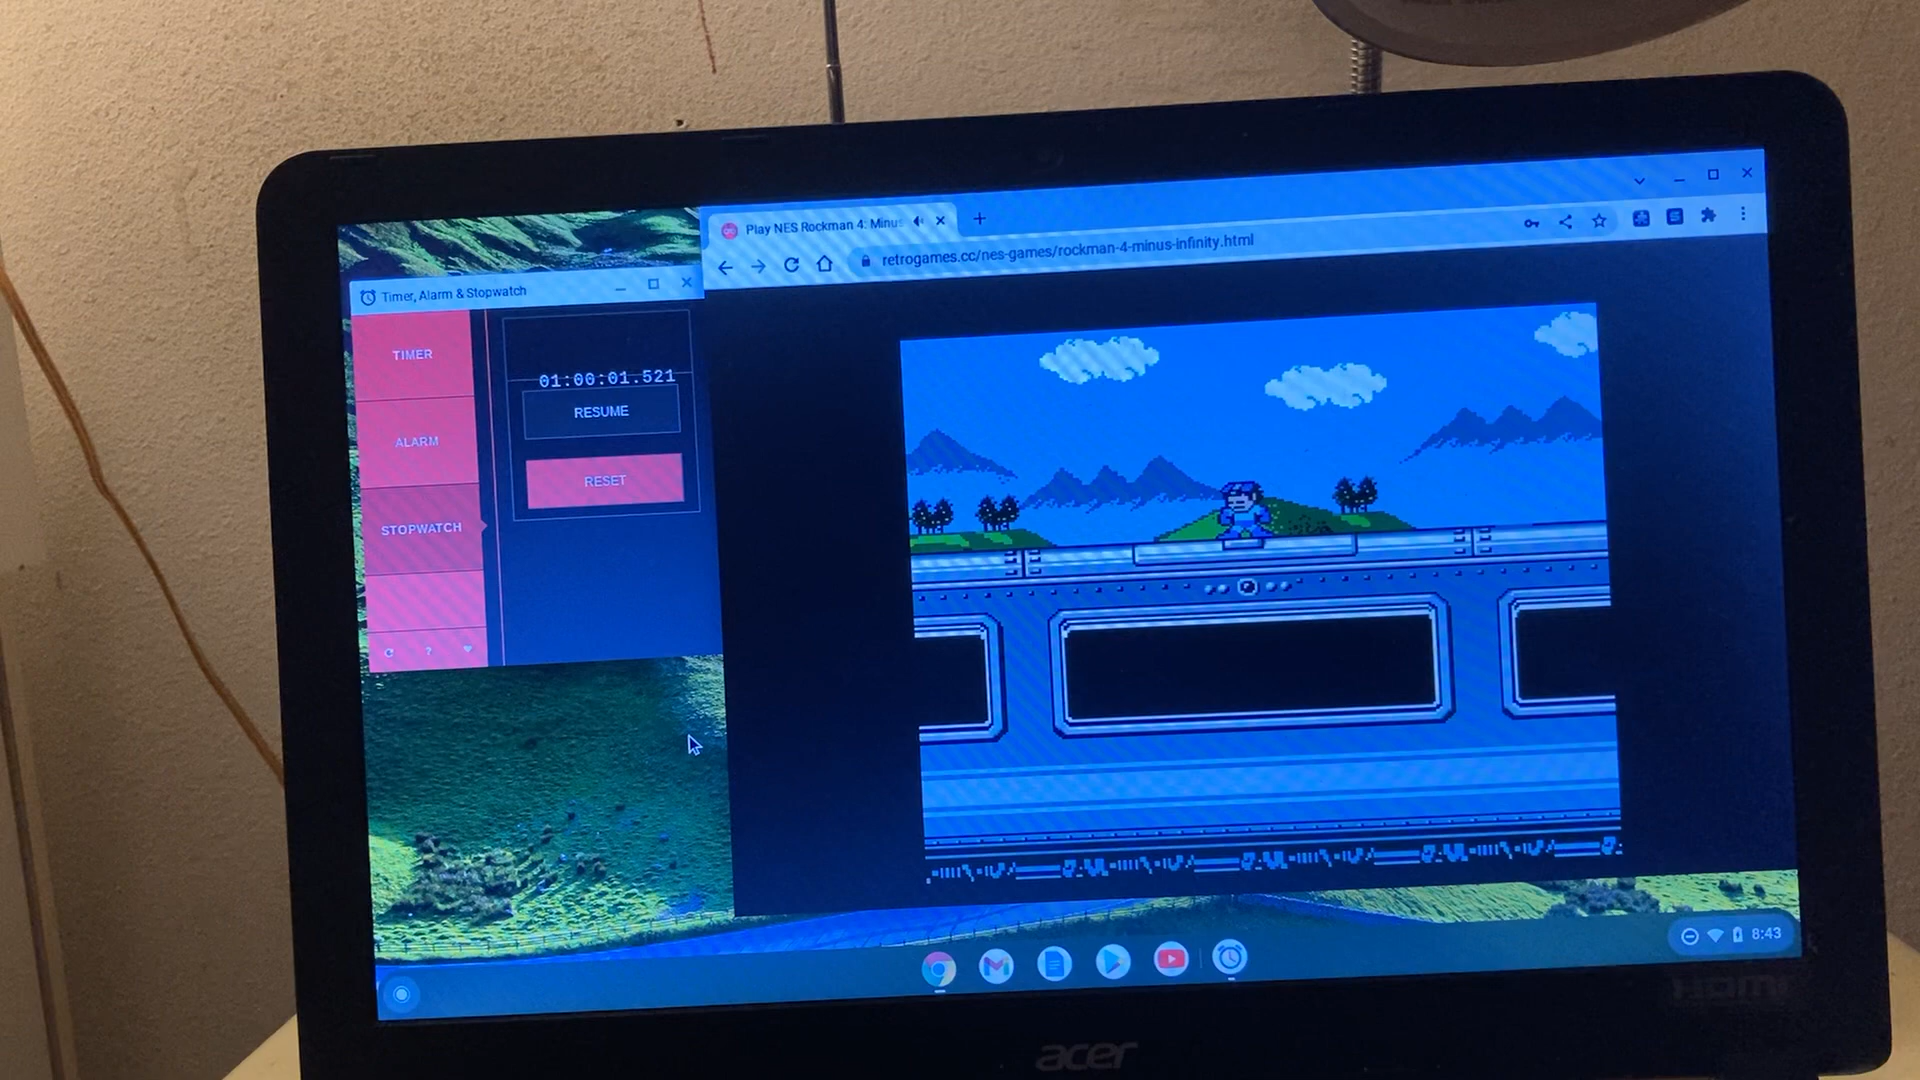 Play NES Rockman 4: Minus
retrogames.cc/nes-games/rockman-4-minus-infinity.html
Timer, Alarm & Stopwatch
TIMER
01:00:01.521
RESUME
ALARM
RESET
STOPWATCH
?
8:43
HDMI
acer